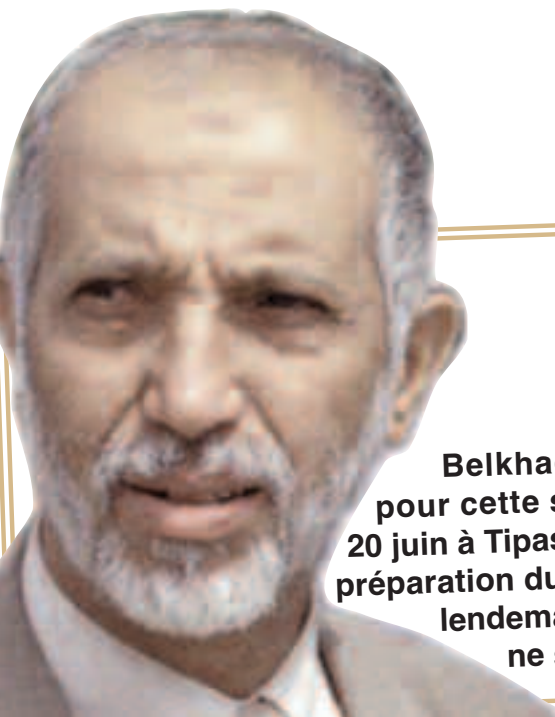 Belkha
pour cette s
20 juin à Tipas
préparation du
lendema
ne s